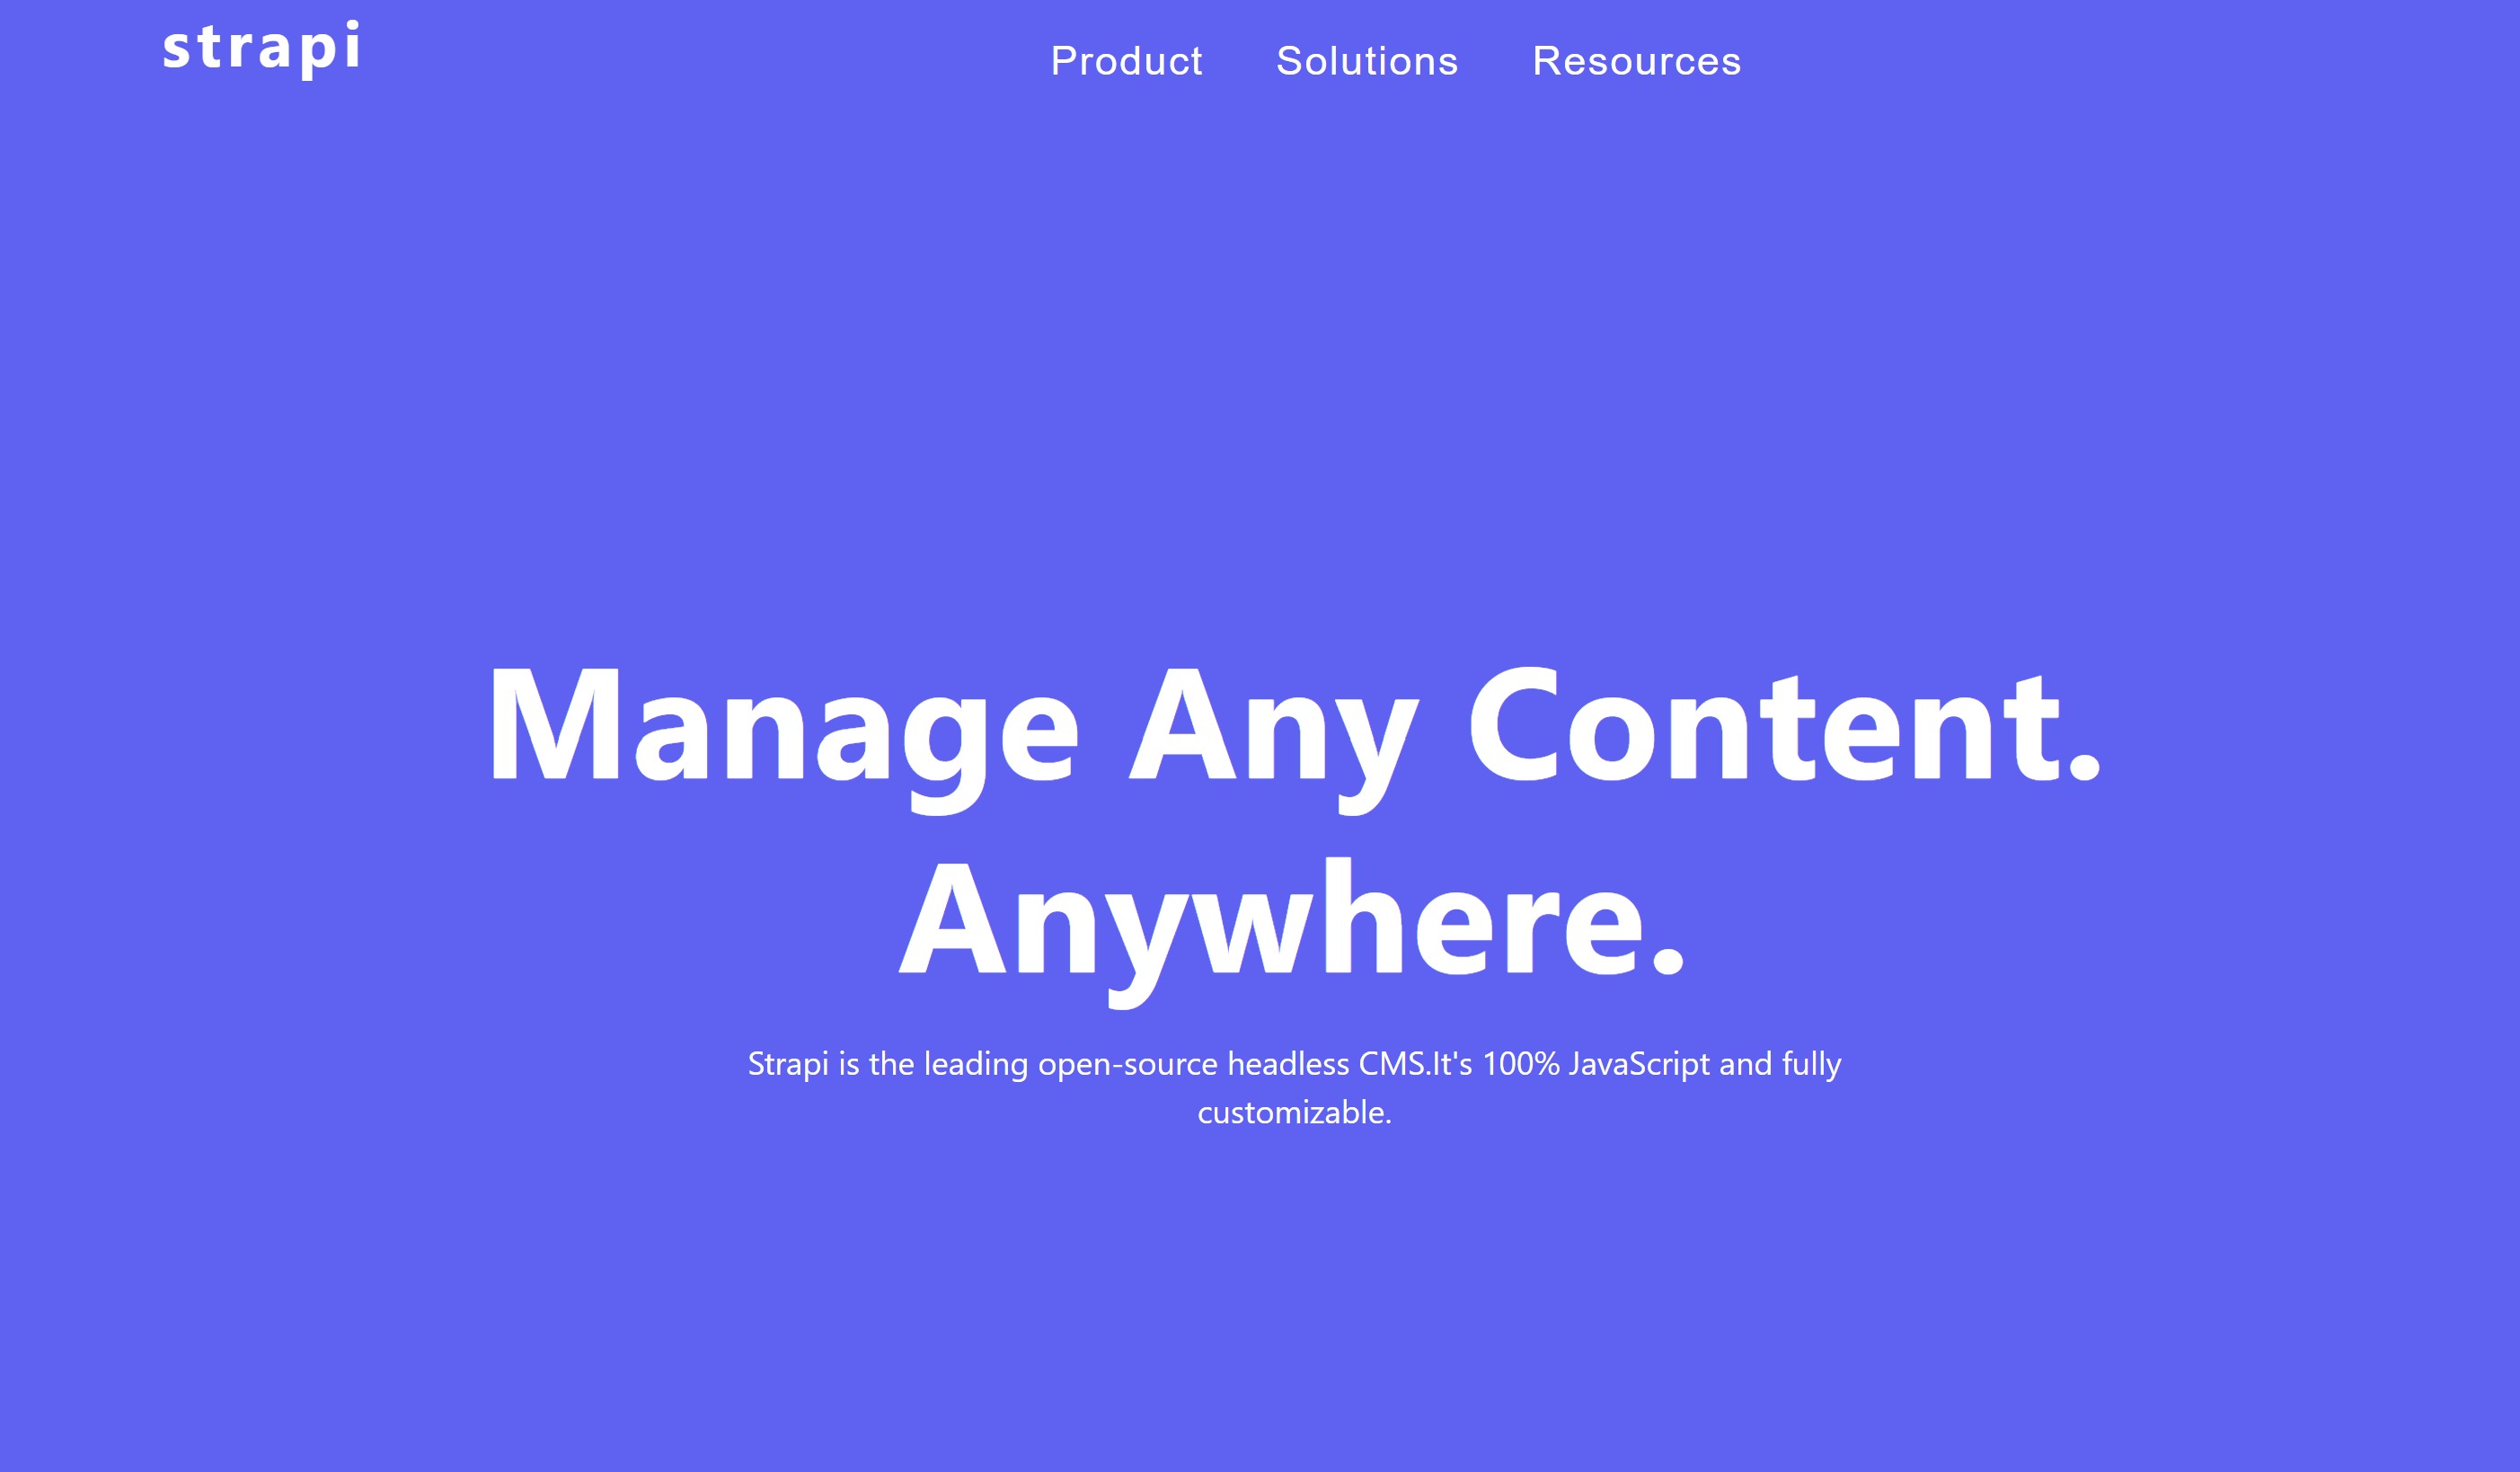 strapi
Product Solutions Resources
Manage Any Content.
Anywhere.
Strapi is the leading open-source headless CMS.It's 100% JavaScript and fully
customizable.